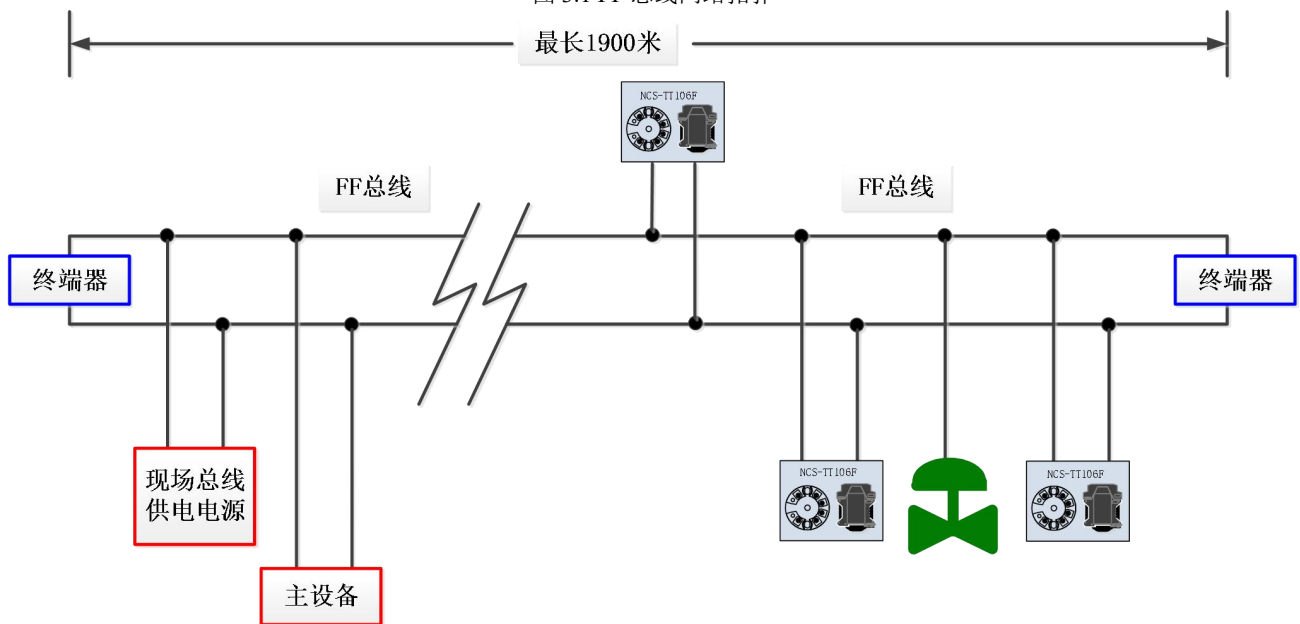 最长1900米
NCS-TT106F
FF总线
FF总线
终端器
终端器
NCS-TT106F
NCS-TT106F
现场总线
供电电源
主设备